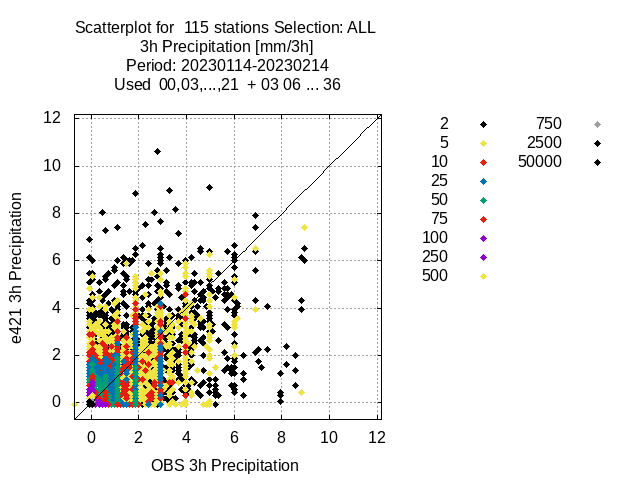 Scatterplot for  115 stations Selection: ALL
3h Precipitation [mm/3h]
Period: 20230114-20230214
Used  00,03,...,21  + 03 06 ... 36
12
10
8
6
4
2
0
e421 3h Precipitation
0 2 4 6 8 10 12
OBS 3h Precipitation
2 750
5 2500
10 50000
25
50
75
100
250
500